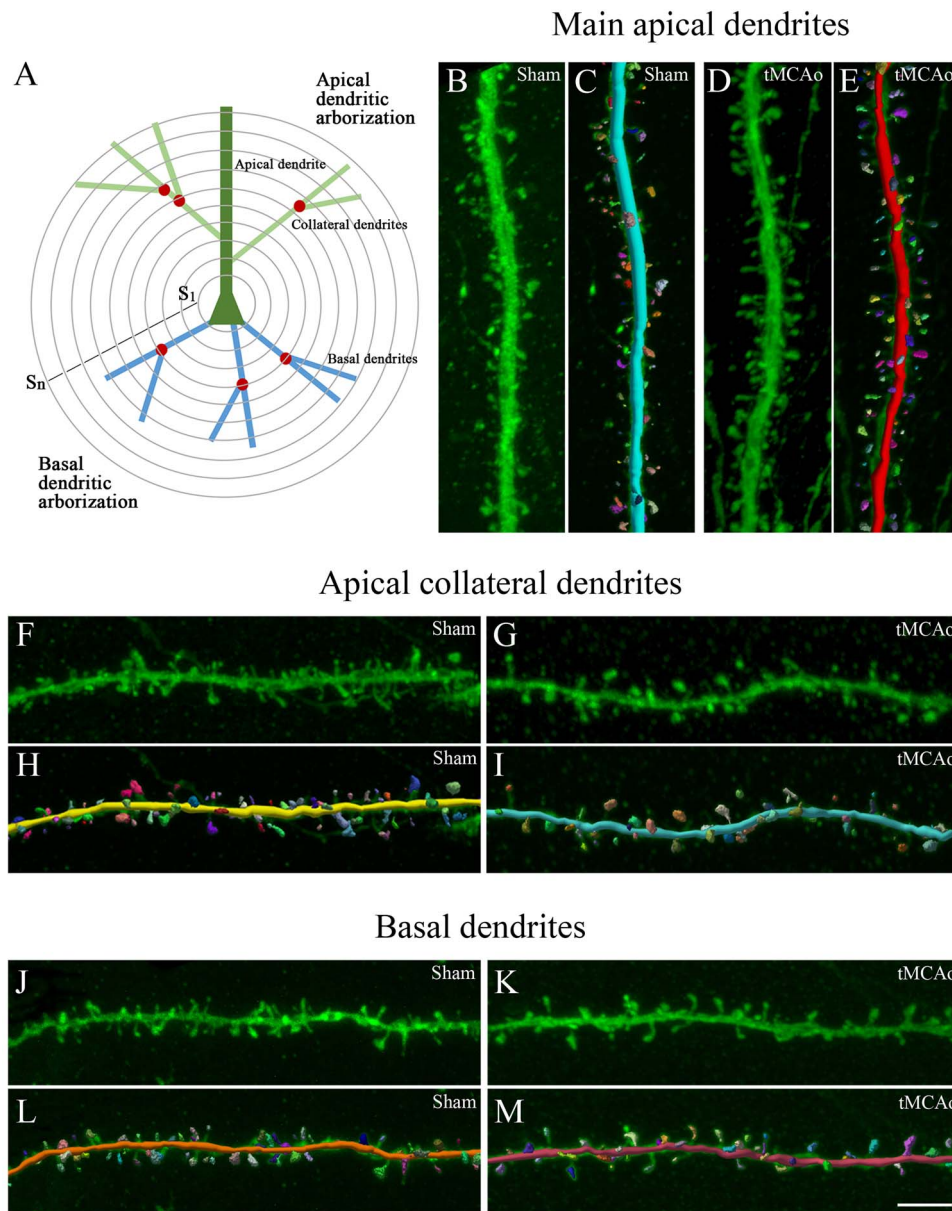 Main apical dendrites
A
Apical
dendritic
arborization
Apical dendrite
Collateral dendrites
S1
Sn
Basal dendrites
Basal
dendritic
arborization
B Sham
C Sham
D tMCAo
E tMCAo
Apical collateral dendrites
F Sham
G tMCAo
H Sham
I tMCAo
Basal dendrites
J Sham
K tMCAo
L Sham
M tMCAo